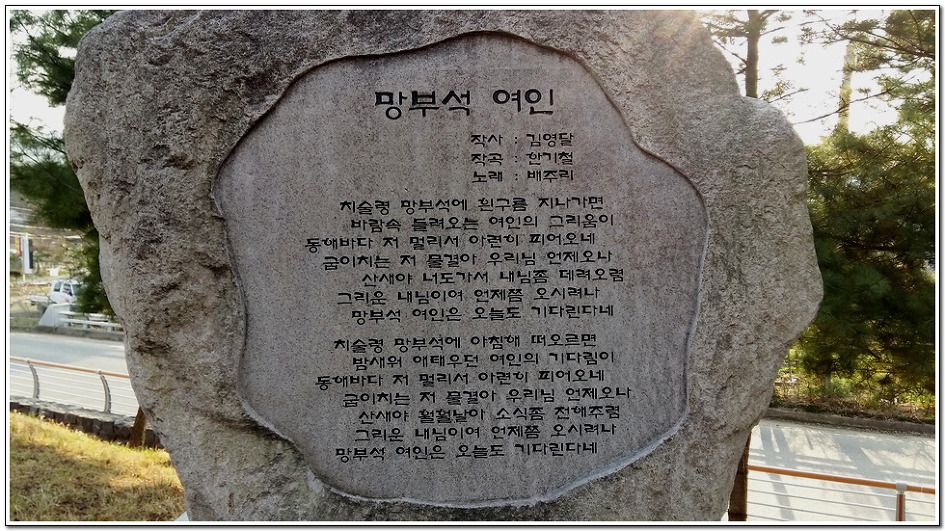 망부석 여인
작사 : 김영달
작곡 : 한기철
노래 : 배주리
치술령 망부석에 흰구름 지나가면
바람속 들려오는 여인의 그리움이
동해바다 저 멀리서 아련히 피어오네
굽이치는 저 물결아 우리님 언제오나
산새야 너도가서 내님좀 데려오렴
그리운 내님이여 언제쯤 오시려나
망부석 여인은 오늘도 기다린다네
치술령 망부석에 아침해 떠오르면
밤새워 애태우던 여인의 기다림이
동해바다 저 멀리서 아련히 피어오네
굽이치는 저 물결아 우리님 언제오나
산새야 훨훨날아 소식좀 전해주렴
그리운 내님이여 언제쯤 오시려나
망부석 여인은 오늘도 기다린다네